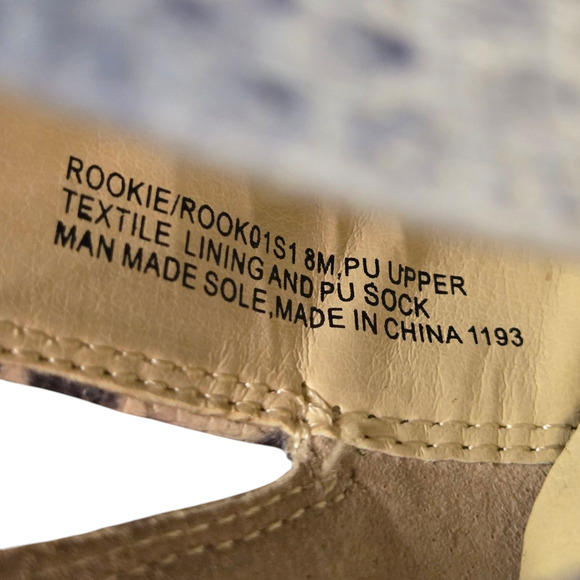 ROOKIE/ROOK01S1 8M,PU UPPER
TEXTILE LINING AND PU SOCK
MAN MADE SOLE,MADE IN CHINA 1193